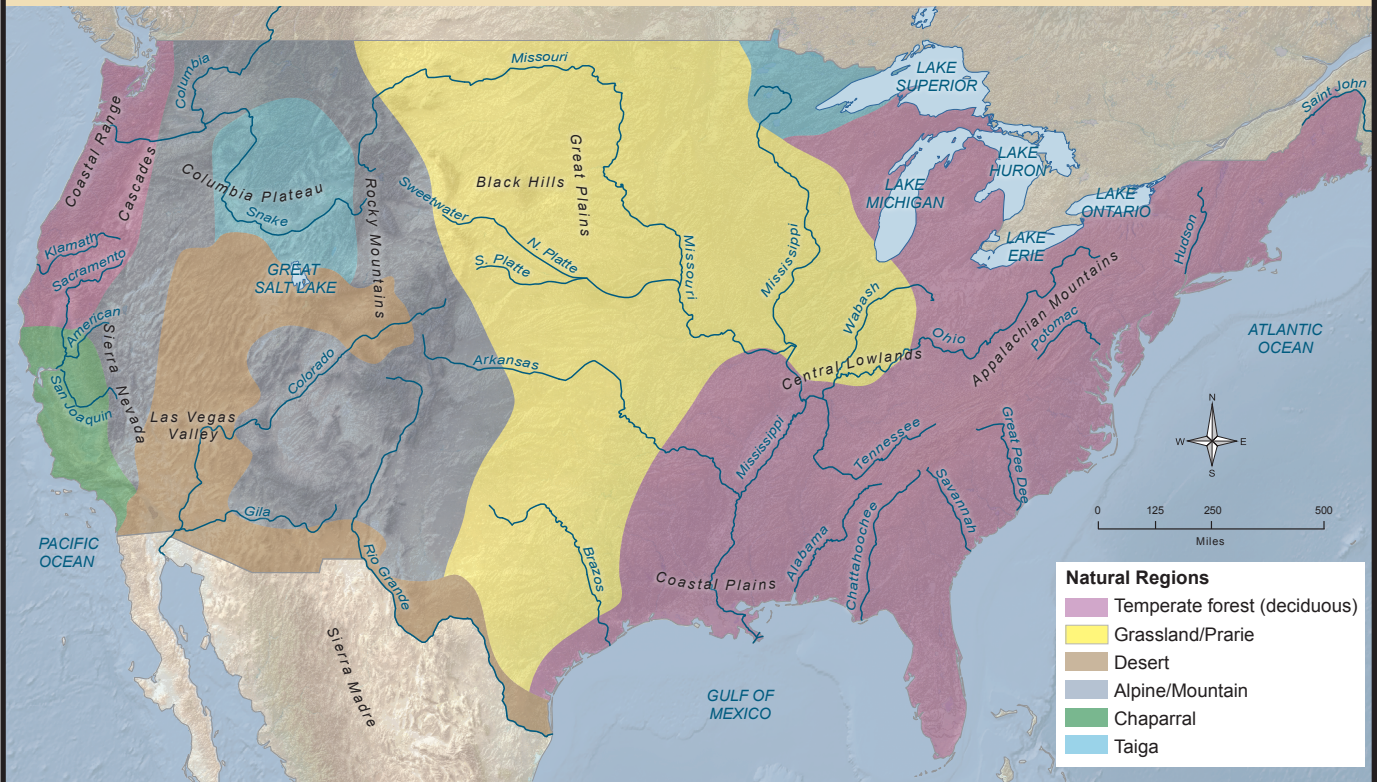 Columbia
Missouri
LAKE
SUPERIOR
Saint John
Coastal Range
Cascades
Columbia Plateau
Snake
Rocky Mountains
Sweetwater
Black Hills
Great Plains
LAKE
HURON
LAKE
MICHIGAN
LAKE
ONTARIO
LAKE
ERIE
Hudson
Klamath
Sacramento
GREAT
SALT LAKE
N. Platte
S. Platte
Missouri
Mississippi
Wabash
Appalachian Mountains
Potomac
Ohio
ATLANTIC
OCEAN
American
Sierra Nevada
San Joaquin
Colorado
Arkansas
Central Lowlands
Las Vegas
Valley
Mississippi
Tennessee
Great Pee Dee
Savannah
N
W
E
S
Gila
Rio Grande
Brazos
Alabama
Chattahoochee
Coastal Plains
0 125 250 500
Miles
PACIFIC
OCEAN
Sierra Madre
GULF OF
MEXICO
Natural Regions
Temperate forest (deciduous)
Grassland/Prarie
Desert
Alpine/Mountain
Chaparral
Taiga